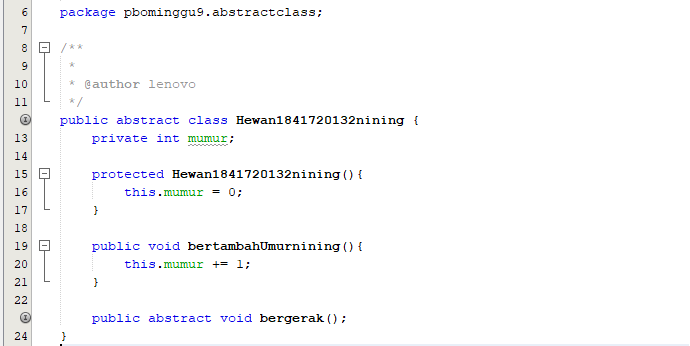 6 package pbominggu9.abstractclass;
7
8 /**
9 *
10 * @author lenovo
11 */
public abstract class Hewan1841720132nining {
13 private int mumur;
14
15 protected Hewan1841720132nining(){
16 this.mumur = 0;
17 }
18
19 public void bertambahUmurnining(){
20 this.mumur += 1;
21 }
22
public abstract void bergerak();
24 }